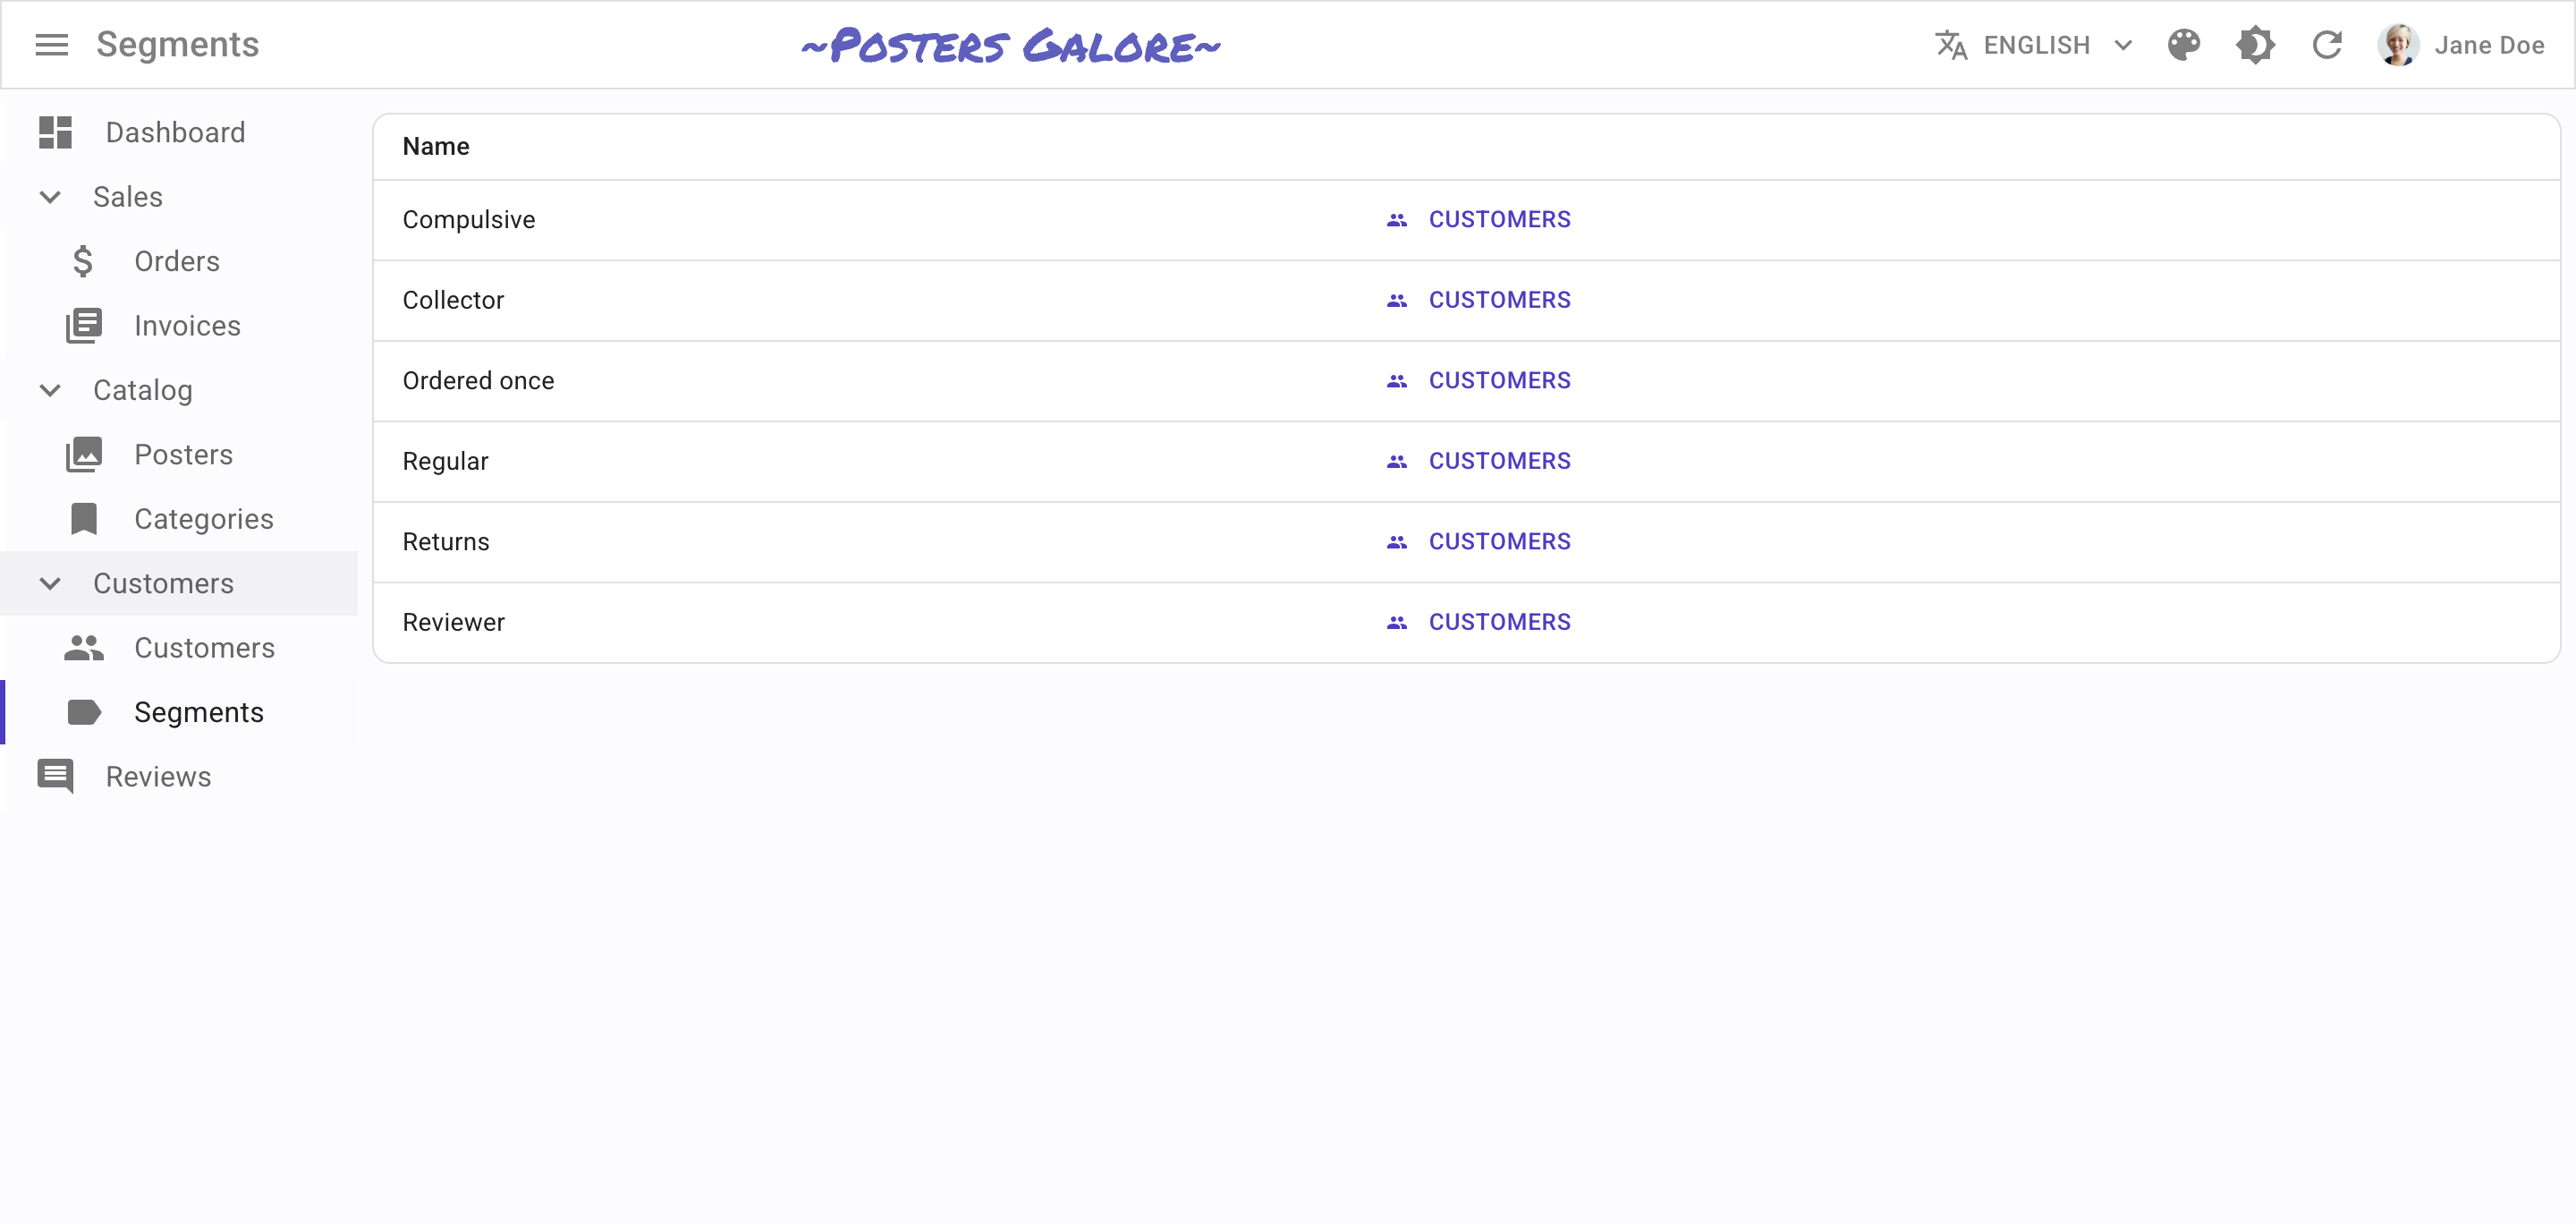 Segments
~Posters Galore~
ENGLISH
Jane Doe
Dashboard
Sales
Orders
Invoices
Catalog
Posters
Categories
Customers
Customers
Segments
Reviews
Name
Compulsive CUSTOMERS
Collector CUSTOMERS
Ordered once CUSTOMERS
Regular CUSTOMERS
Returns CUSTOMERS
Reviewer CUSTOMERS